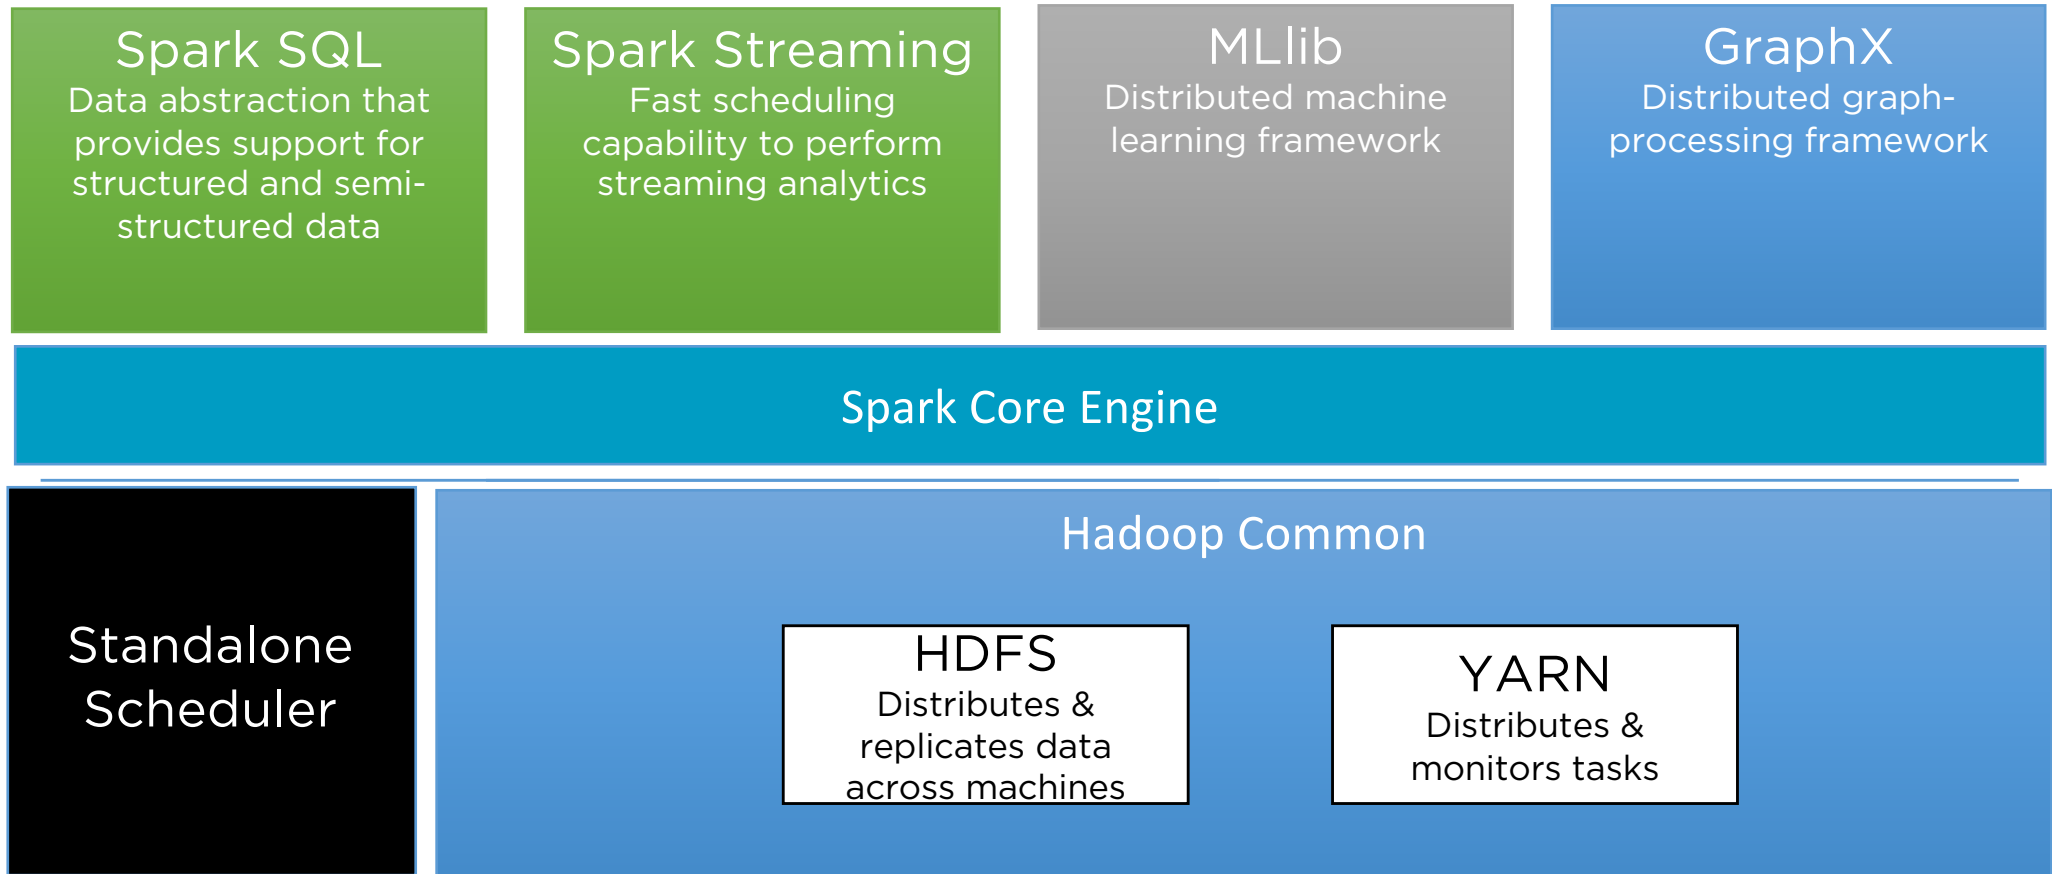 Spark SQL
Data abstraction that
provides support for
structured and semi-
structured data
Spark Streaming
Fast scheduling
capability to perform
streaming analytics
MLlib
Distributed machine
learning framework
GraphX
Distributed graph-
processing framework
Spark Core Engine
Standalone
Scheduler
Hadoop Common
HDFS
Distributes &
replicates data
across machines
YARN
Distributes &
monitors tasks